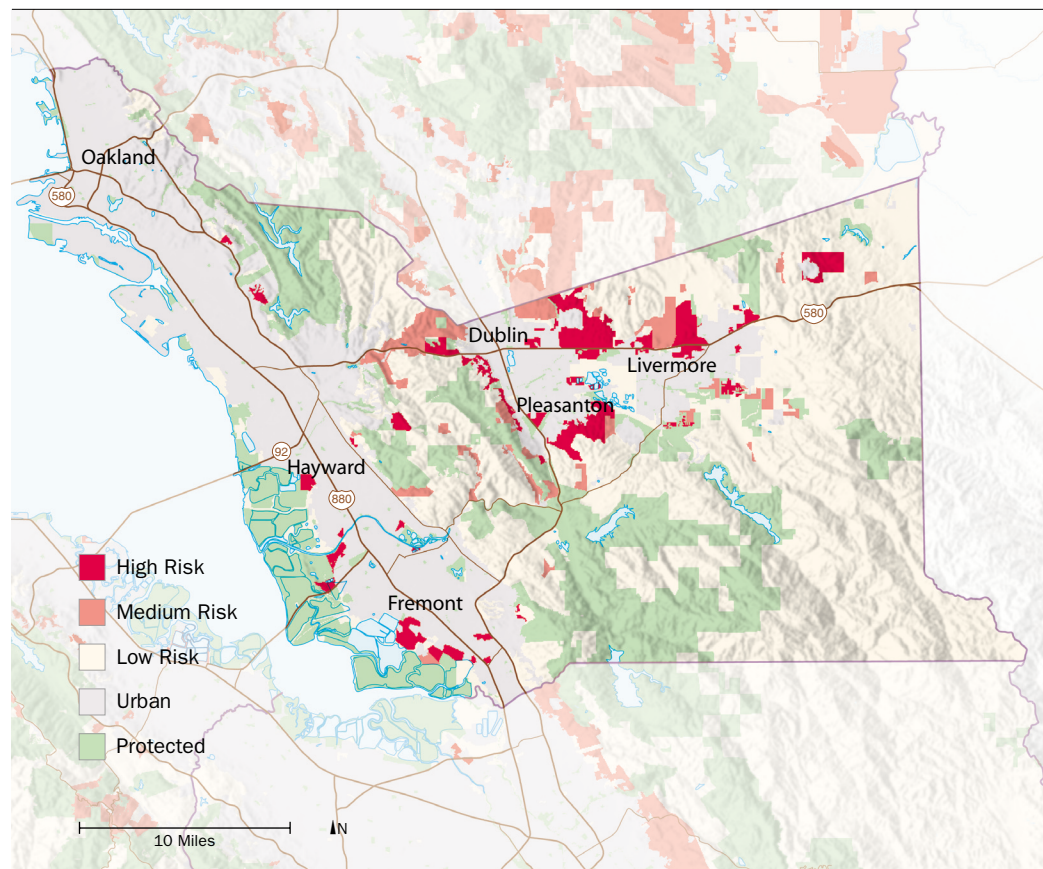 Oakland
580
580
Dublin
Livermore
Pleasanton
92
Hayward
880
High Risk
Medium Risk
Fremont
Low Risk
Urban
Protected
N
10 Miles